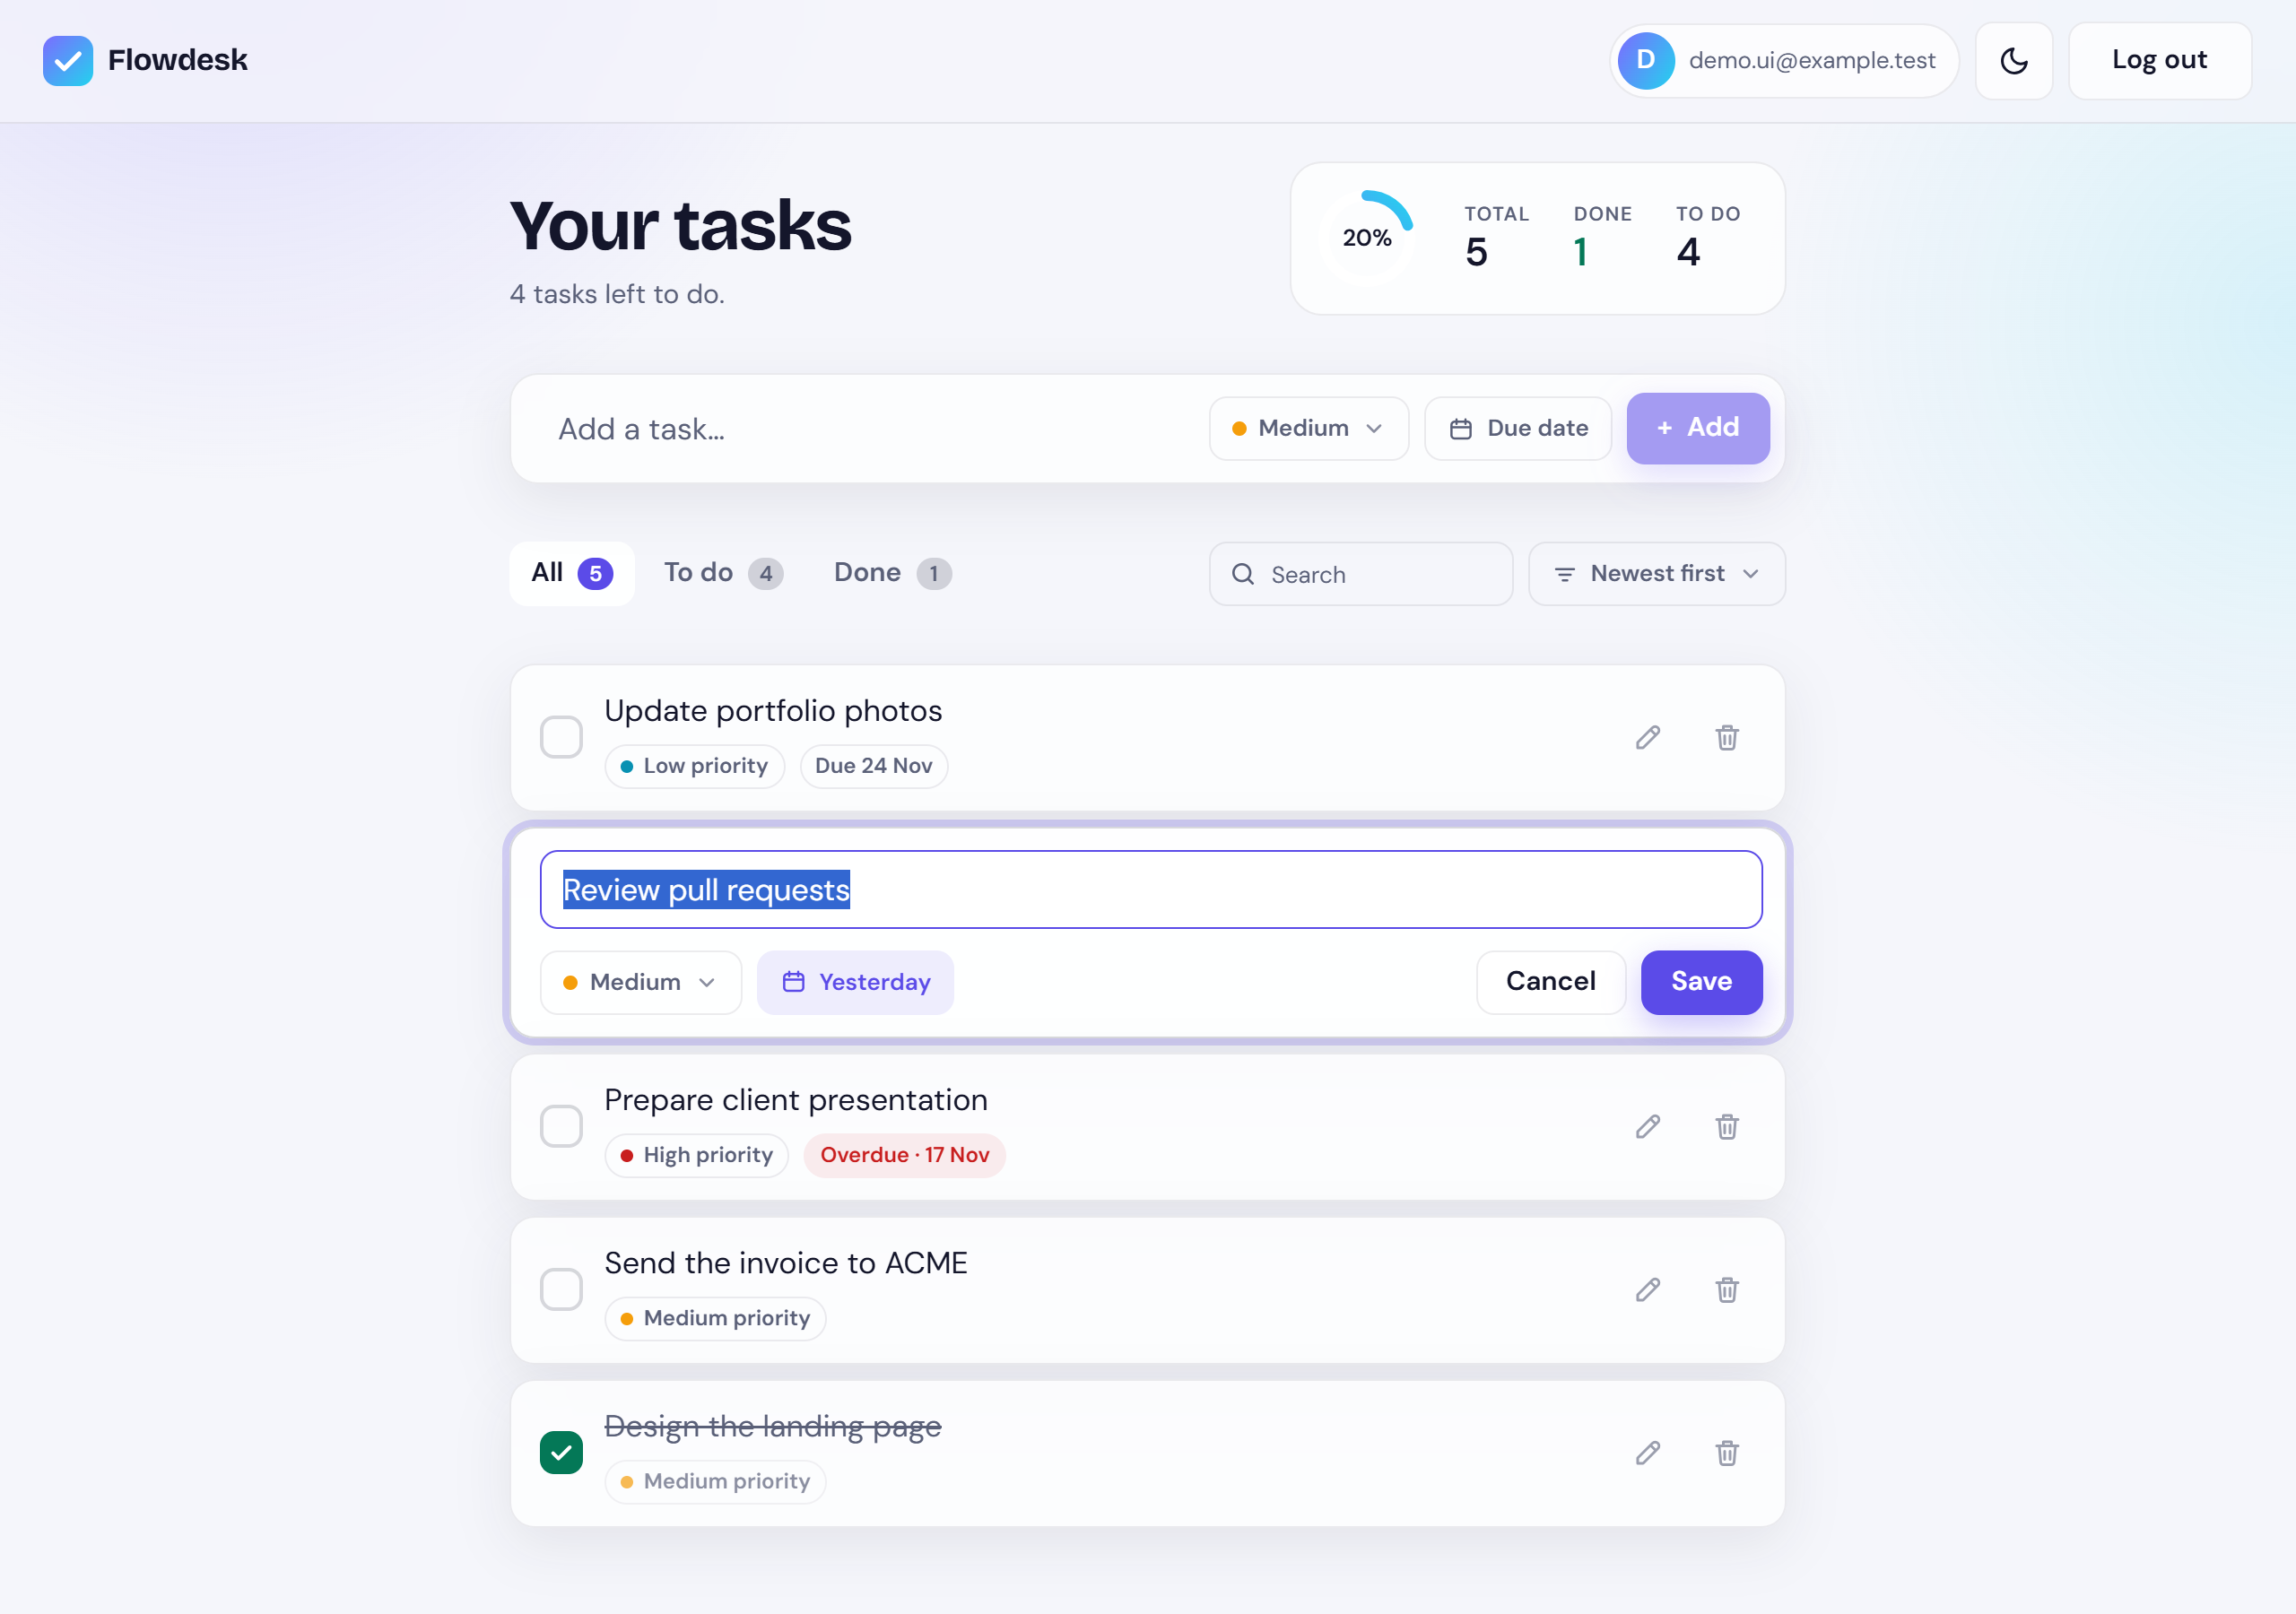 Flowdesk
D demo.ui@example.test
Log out
Your tasks
4 tasks left to do.
20%
TOTAL DONE TO DO
5 1 4
Add a task...
Medium
Due date
+ Add
All 5 To do 4 Done 1
Search
Newest first
Update portfolio photos
Low priority Due 24 Nov
Review pull requests
Medium Yesterday Cancel Save
Prepare client presentation
High priority Overdue · 17 Nov
Send the invoice to ACME
Medium priority
Design the landing page
Medium priority